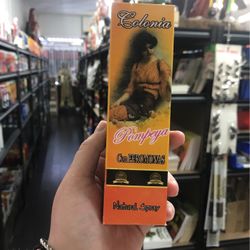 Colonia
Pompeya
Con FEROMONAS
Natural Spray